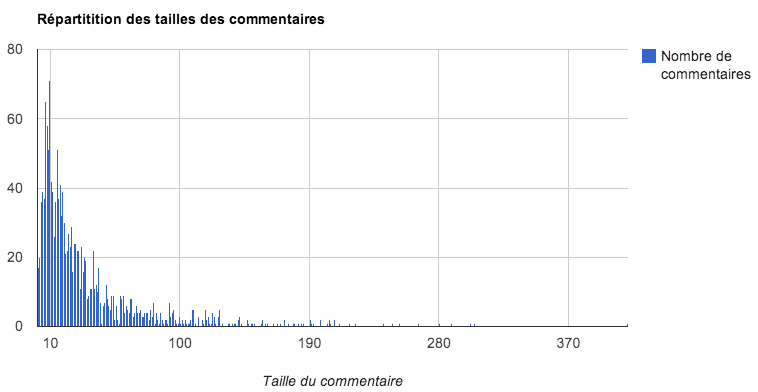 Répartitition des tailles des commentaires
80
60
40
20
0
10
100
190
280
370
Taille du commentaire
Nombre de
commentaires